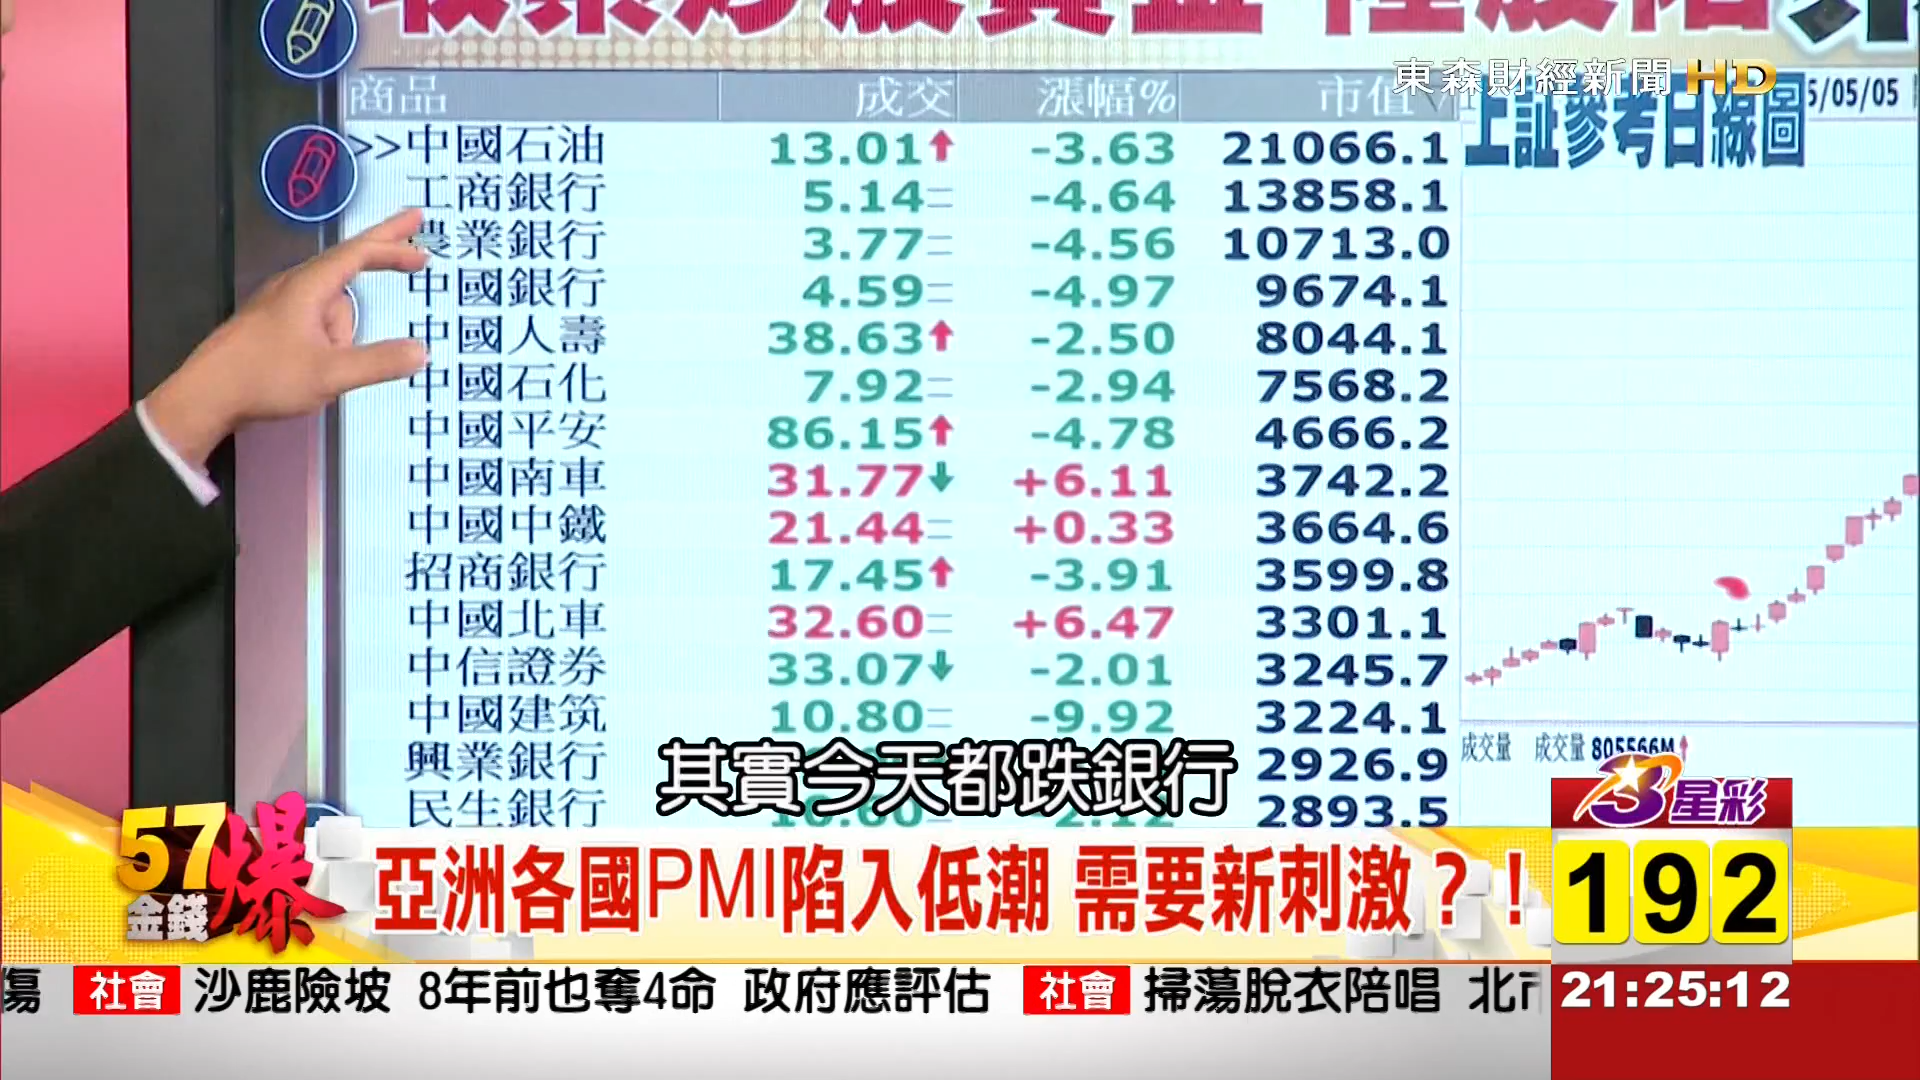 東森財經新聞HD
商品 成交 漲幅% 市值
5/05/05
上証參考日線圖
>>中國石油 13.01 -3.63 21066.1
工商銀行 5.14= -4.64 13858.1
農業銀行 3.77= -4.56 10713.0
中國銀行 4.59= -4.97 9674.1
中國人壽 38.63 -2.50 8044.1
中國石化 7.92= -2.94 7568.2
中國平安 86.15 -4.78 4666.2
中國南車 31.77 +6.11 3742.2
中國中鐵 21.44= +0.33 3664.6
招商銀行 17.45 -3.91 3599.8
中國北車 32.60= +6.47 3301.1
中信證券 33.07 -2.01 3245.7
中國建筑 10.80= -9.92 3224.1
興業銀行 2926.9
民生銀行 2893.5
成交量 成交量 805566M
其實今天都跌銀行
57金錢爆
亞洲各國PMI陷入低潮 需要新刺激？！
3星彩
192
傷 社會 沙鹿險坡 8年前也奪4命 政府應評估 社會 掃蕩脫衣陪唱 北市
21:25:12